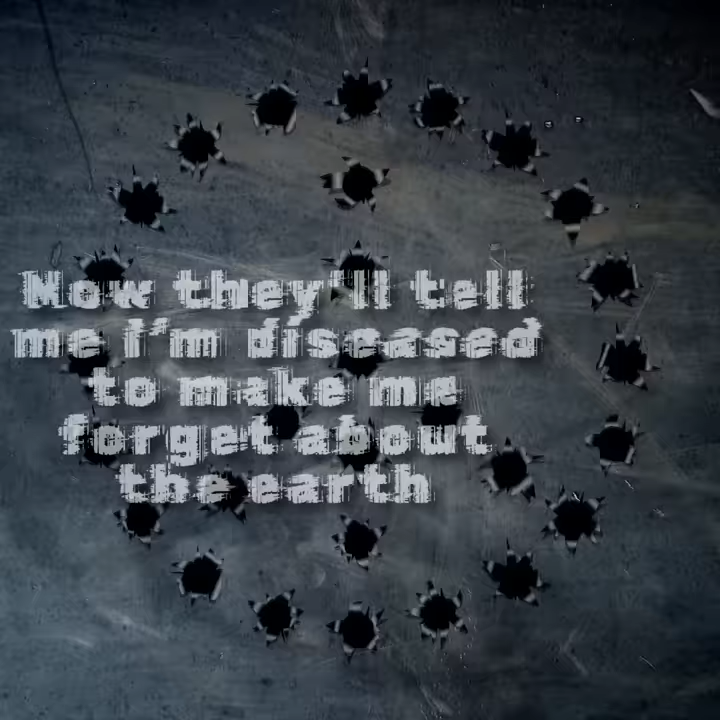 Now they'll tell
me i'm diseased
to make me
forget about
the earth